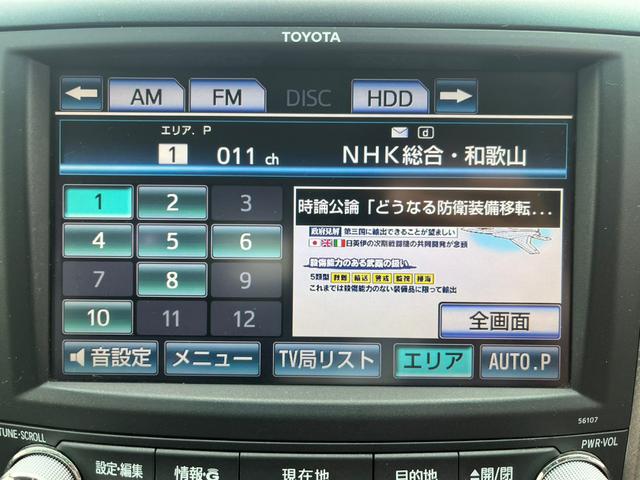 TOYOTA
AM FM DISC HDD
エリア. P
1 011 ch NHK総合・和歌山
1 2 3
4 5 6
7 8 9
10 11 12
時論公論「どうなる防衛装備移転...
政府見解 第三国に輸出できることが望ましい
日英伊の次期戦闘機の共同開発が念頭
殺傷能力のある武器の扱い
5類型 救難 輸送 警戒 監視 掃海
これまでは殺傷能力のない装備品に限って輸出
全画面
音設定 メニュー TV局リスト エリア AUTO.P
56107
TUNE・SCROLL
PWR・VOL
設定・編集 情報・G 現在地 目的地 ▲開/閉